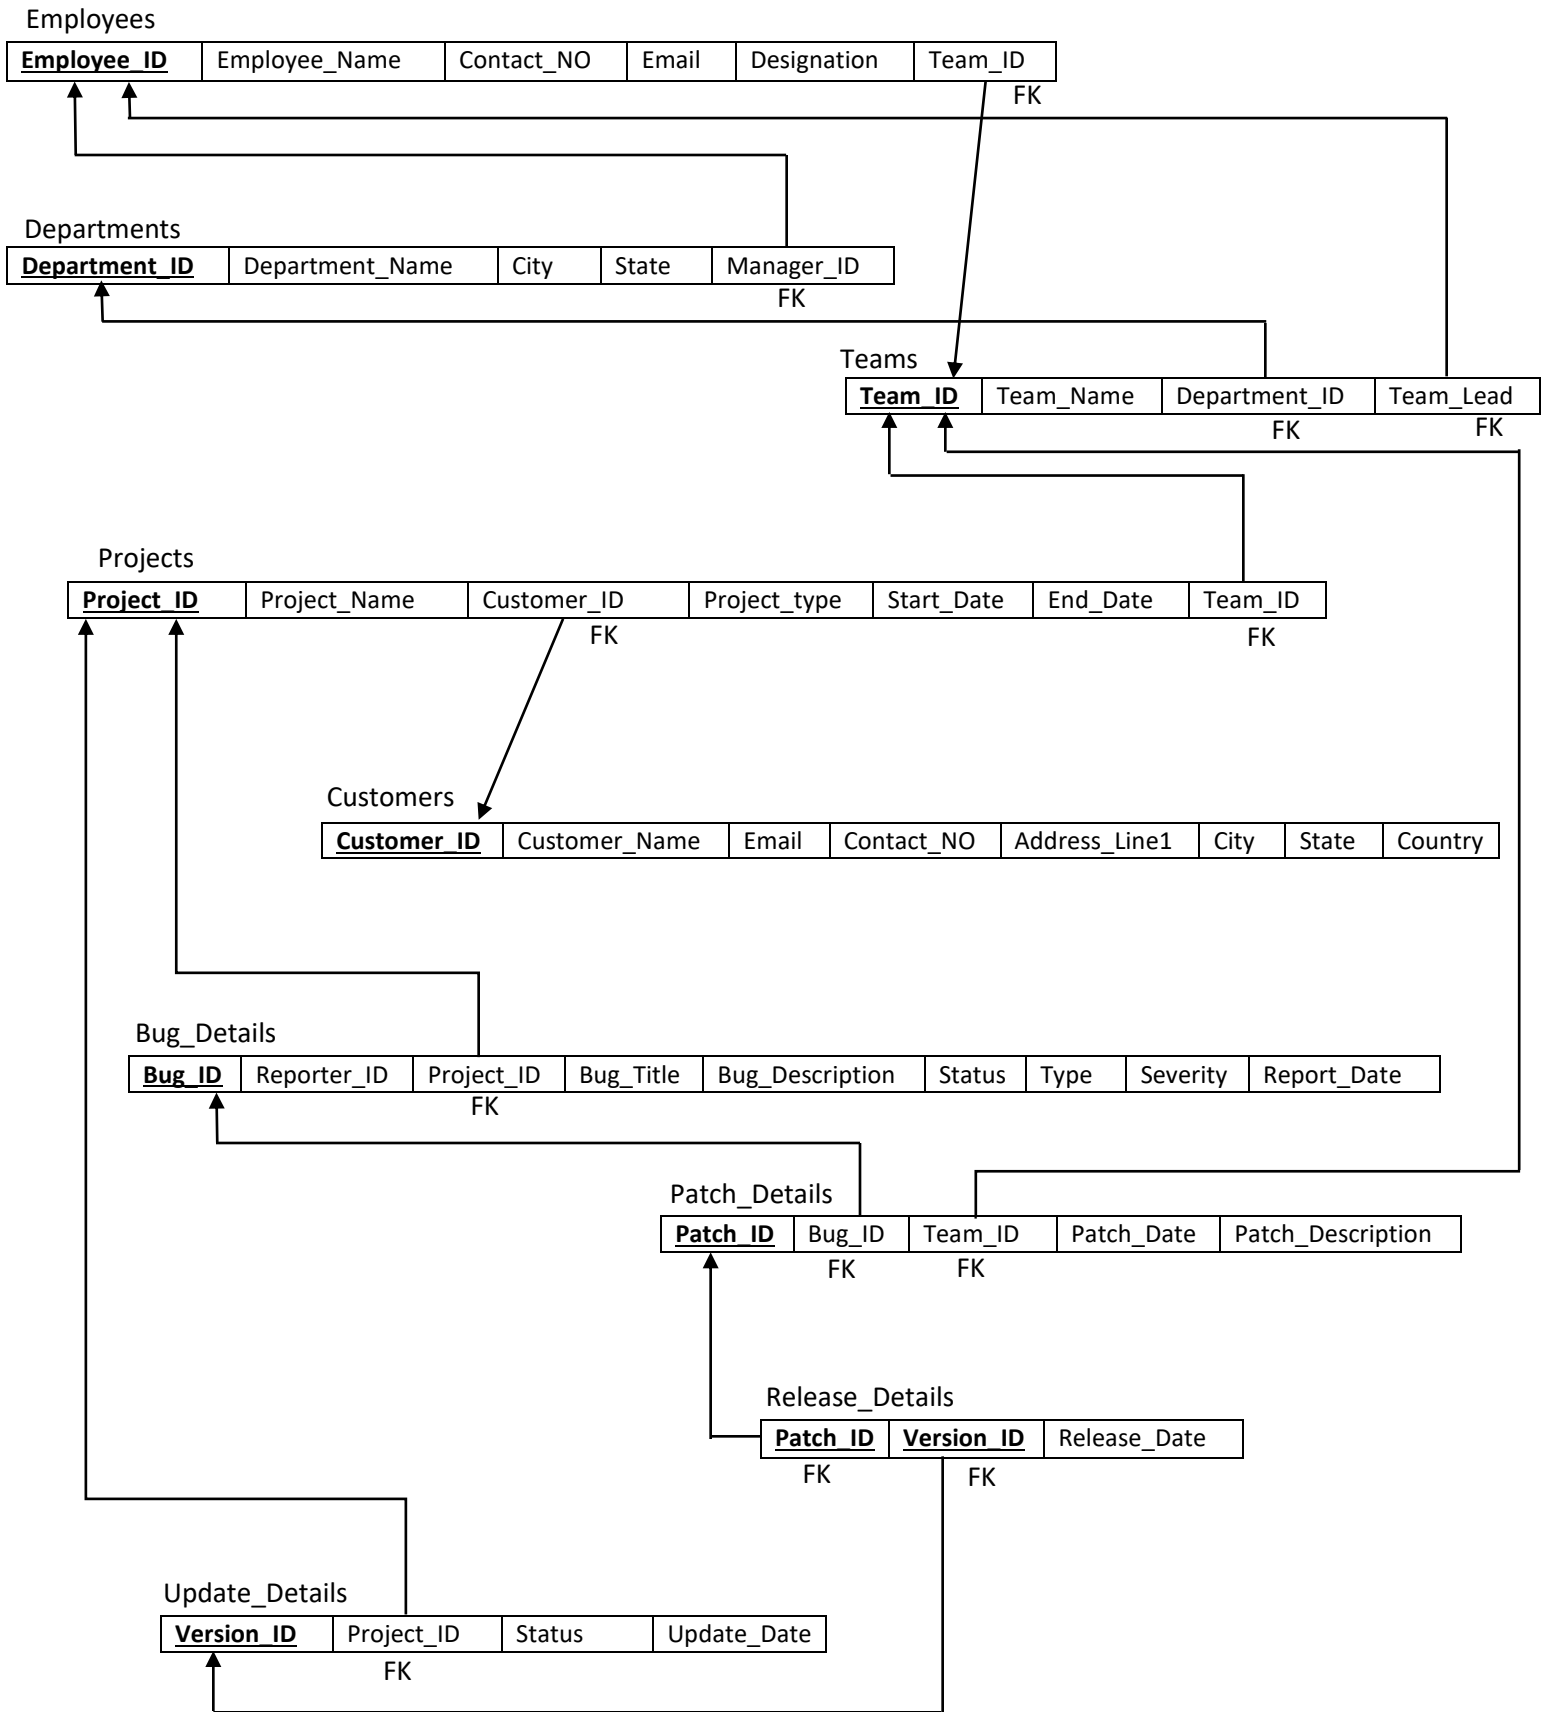 Employees
Employee_ID Employee_Name Contact_NO Email Designation Team_ID
FK
Departments
Department_ID Department_Name City State Manager_ID
FK
Teams
Team_ID Team_Name Department_ID Team_Lead
FK FK
Projects
Project_ID Project_Name Customer_ID Project_type Start_Date End_Date Team_ID
FK FK
Customers
Customer_ID Customer_Name Email Contact_NO Address_Line1 City State Country
Bug_Details
Bug_ID Reporter_ID Project_ID Bug_Title Bug_Description Status Type Severity Report_Date
FK
Patch_Details
Patch_ID Bug_ID Team_ID Patch_Date Patch_Description
FK FK
Release_Details
Patch_ID Version_ID Release_Date
FK FK
Update_Details
Version_ID Project_ID Status Update_Date
FK